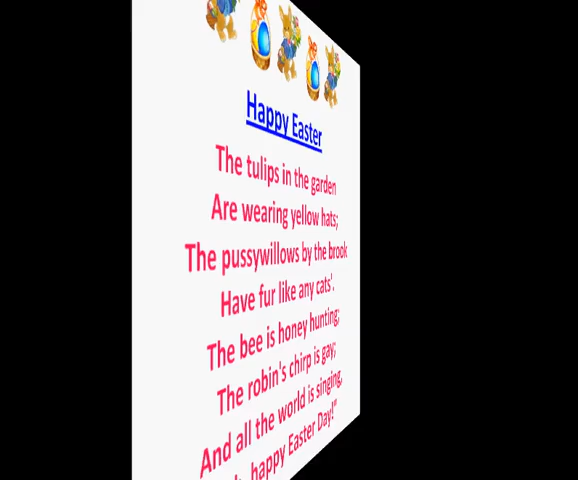 Happy Easter
The tulips in the garden
Are wearing yellow hats;
The pussywillows by the brook
Have fur like any cats'.
The bee is honey hunting;
The robin's chirp is gay;
And all the world is singing,
happy Easter Day!"